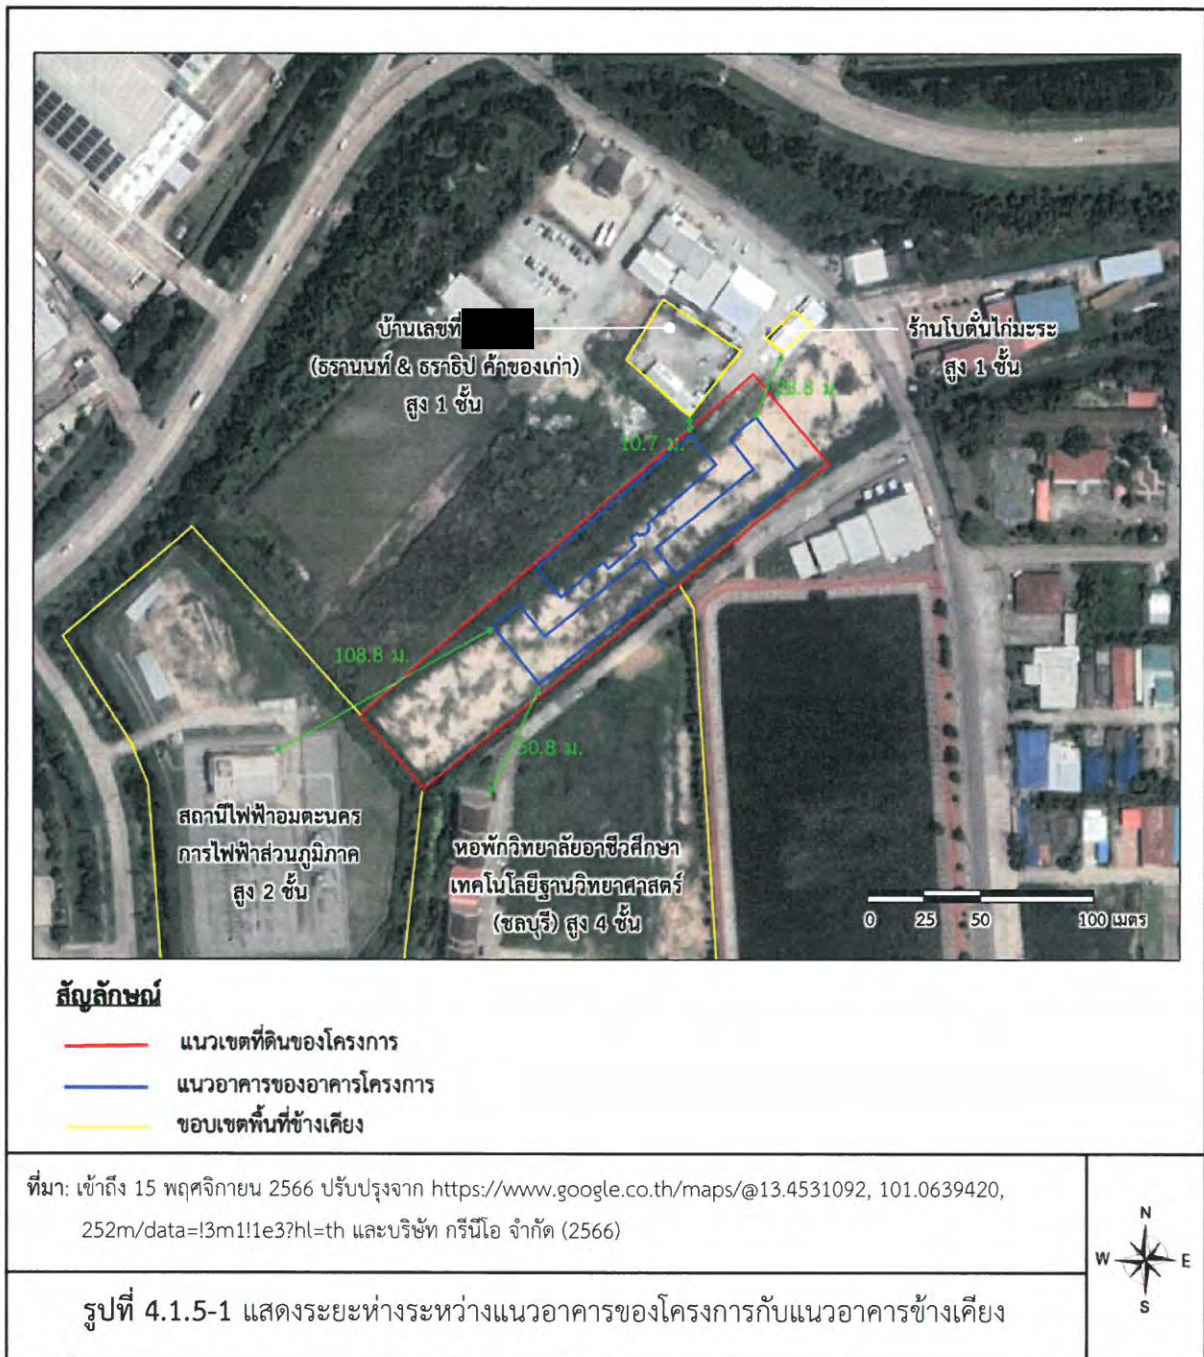 บ้านเลขที่
(ธรานนท์ & ธราธิป ค้าของเก่า)
สูง 1 ชั้น
ร้านโบตั๋นไก่มะระ
สูง 1 ชั้น
28.8 ม.
10.7 ม.
108.8 ม.
50.8 ม.
สถานีไฟฟ้าอมตะนคร
การไฟฟ้าส่วนภูมิภาค
สูง 2 ชั้น
หอพักวิทยาลัยอาชีวศึกษา
เทคโนโลยีฐานวิทยาศาสตร์
(ชลบุรี) สูง 4 ชั้น
0 25 50 100 เมตร
สัญลักษณ์
แนวเขตที่ดินของโครงการ
แนวอาคารของอาคารโครงการ
ขอบเขตพื้นที่ข้างเคียง
ที่มา: เข้าถึง 15 พฤศจิกายน 2566 ปรับปรุงจาก https://www.google.co.th/maps/@13.4531092, 101.0639420,
252m/data=!3m1!1e3?hl=th และบริษัท กรีนีโอ จำกัด (2566)
N
W E
S
รูปที่ 4.1.5-1 แสดงระยะห่างระหว่างแนวอาคารของโครงการกับแนวอาคารข้างเคียง